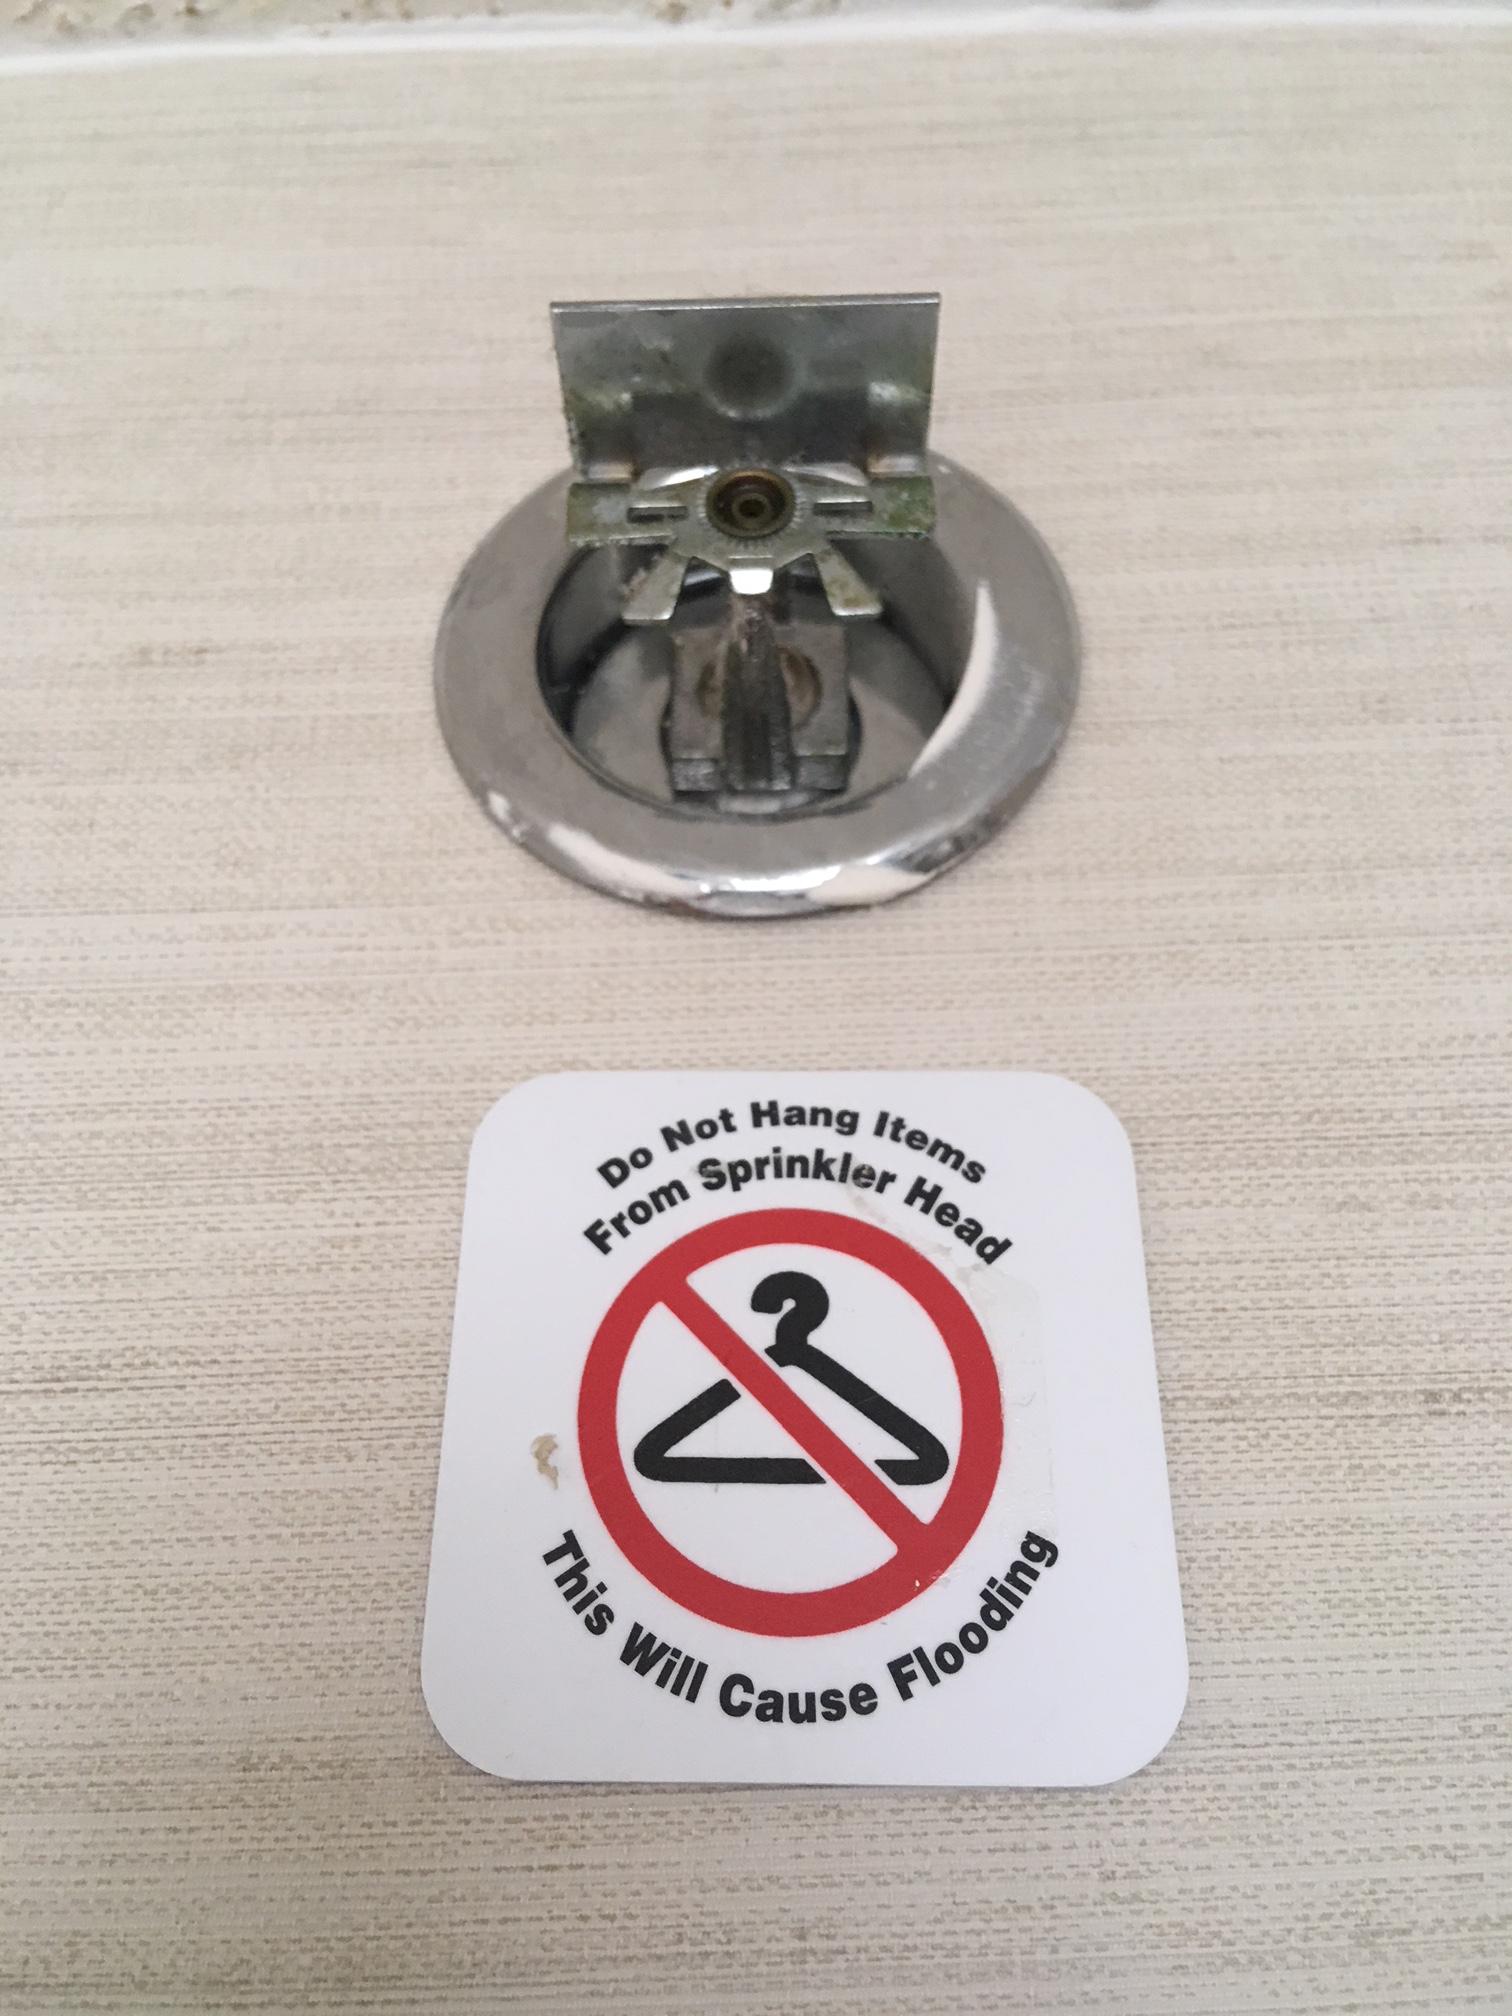 Do Not Hang Items
From Sprinkler Head
This Will Cause Flooding